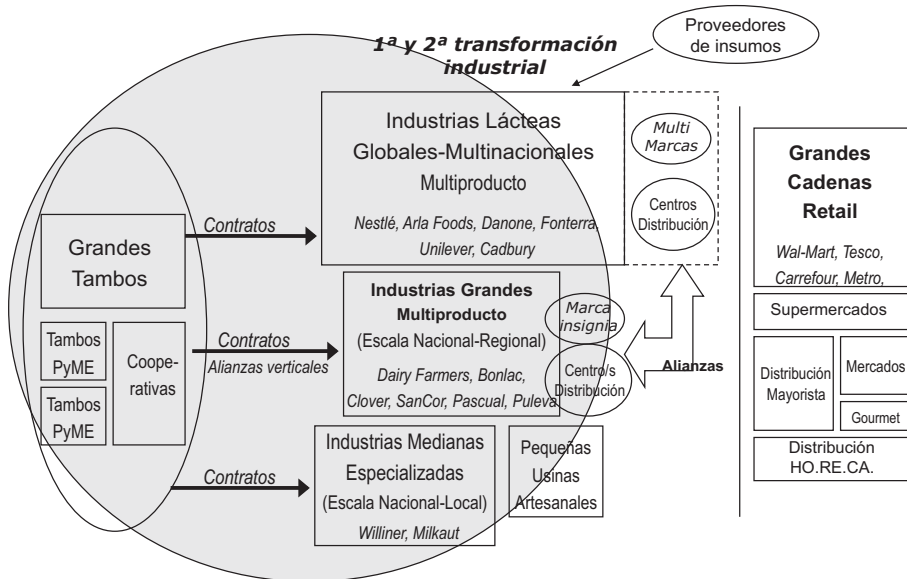 Proveedores
de insumos
1ª y 2ª transformación
industrial
Industrias Lácteas
Globales-Multinacionales
Multiproducto
Nestlé, Arla Foods, Danone, Fonterra,
Unilever, Cadbury
Multi
Marcas
Centros
Distribución
Grandes
Cadenas
Retail
Wal-Mart, Tesco,
Carrefour, Metro,
Contratos
Grandes
Tambos
Industrias Grandes
Multiproducto
(Escala Nacional-Regional)
Dairy Farmers, Bonlac,
Clover, SanCor, Pascual, Puleva
Marca
insignia
Centro/s
Distribución
Alianzas
Supermercados
Tambos
PyME
Tambos
PyME
Coope-
rativas
Contratos
Alianzas verticales
Distribución
Mayorista
Mercados
Gourmet
Distribución
HO.RE.CA.
Contratos
Industrias Medianas
Especializadas
(Escala Nacional-Local)
Williner, Milkaut
Pequeñas
Usinas
Artesanales